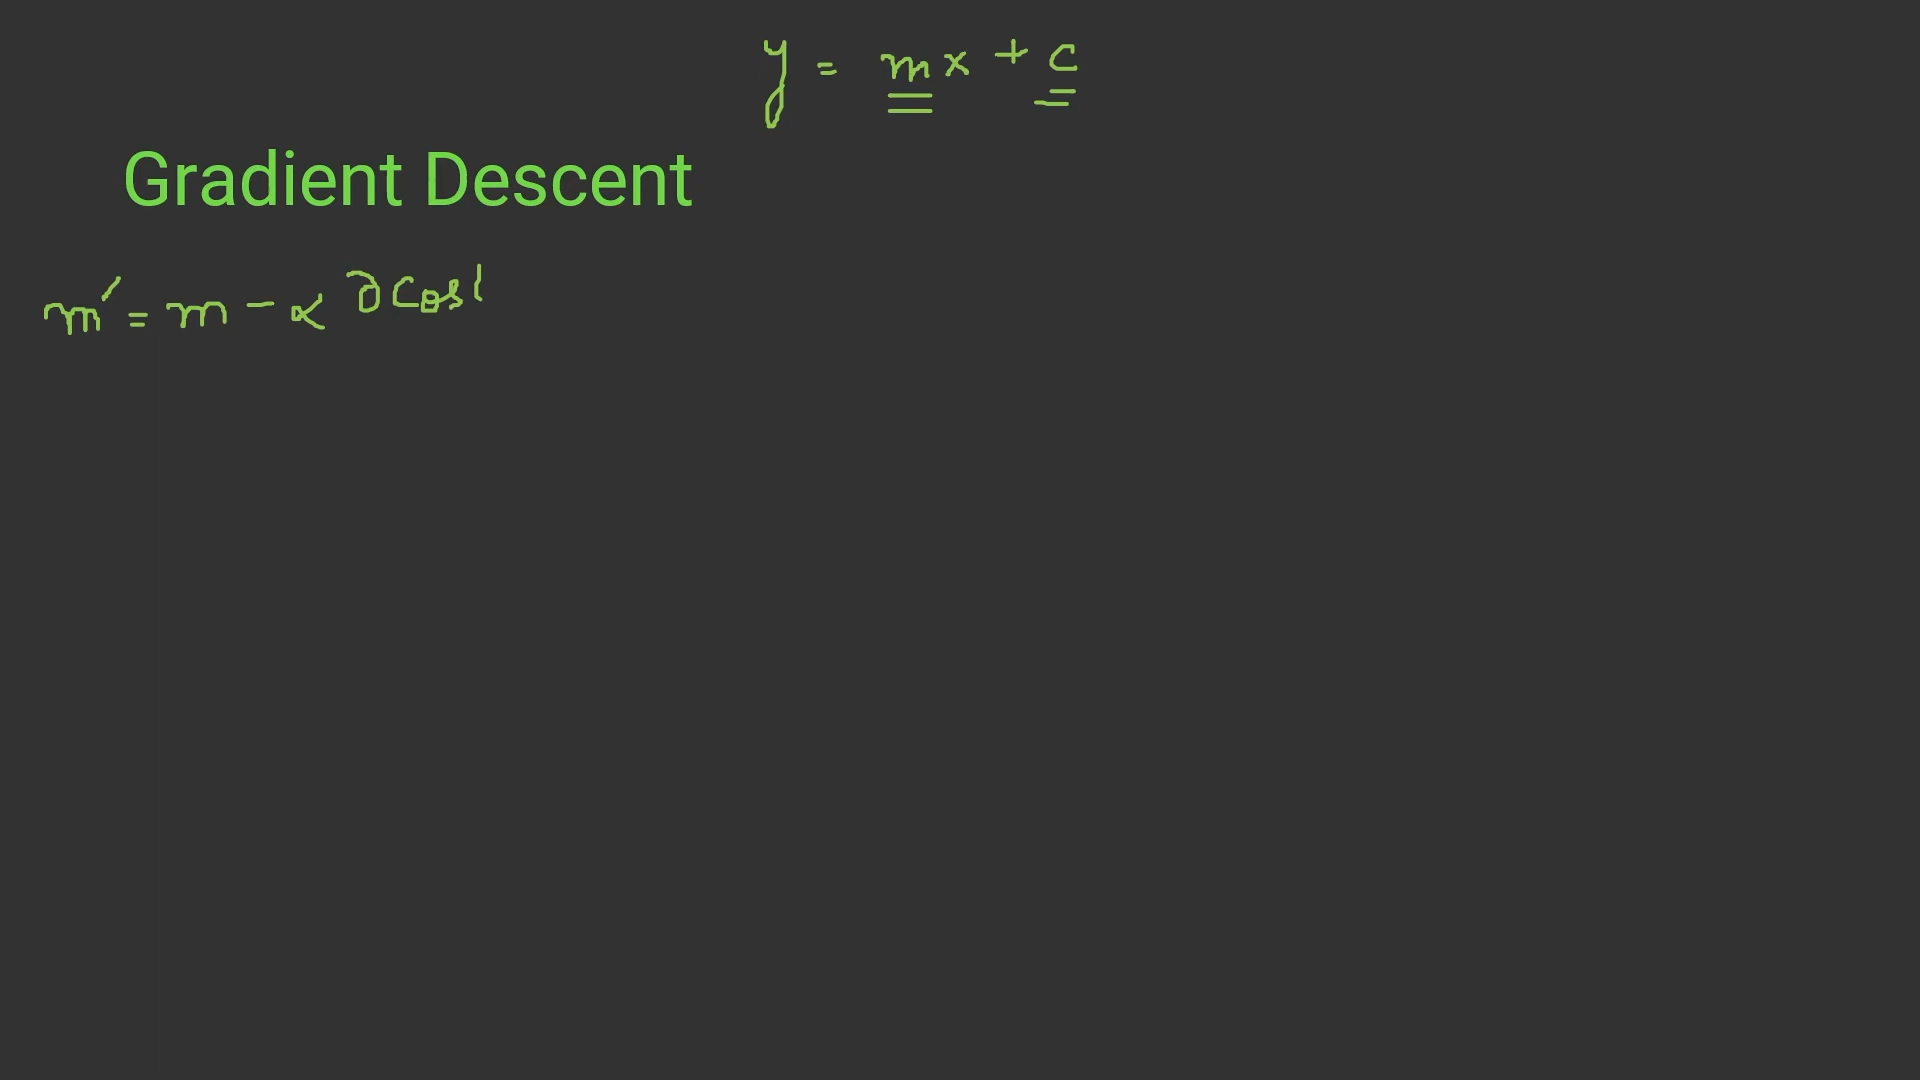 y = mx + c
Gradient Descent
m' = m - α ∂Cost